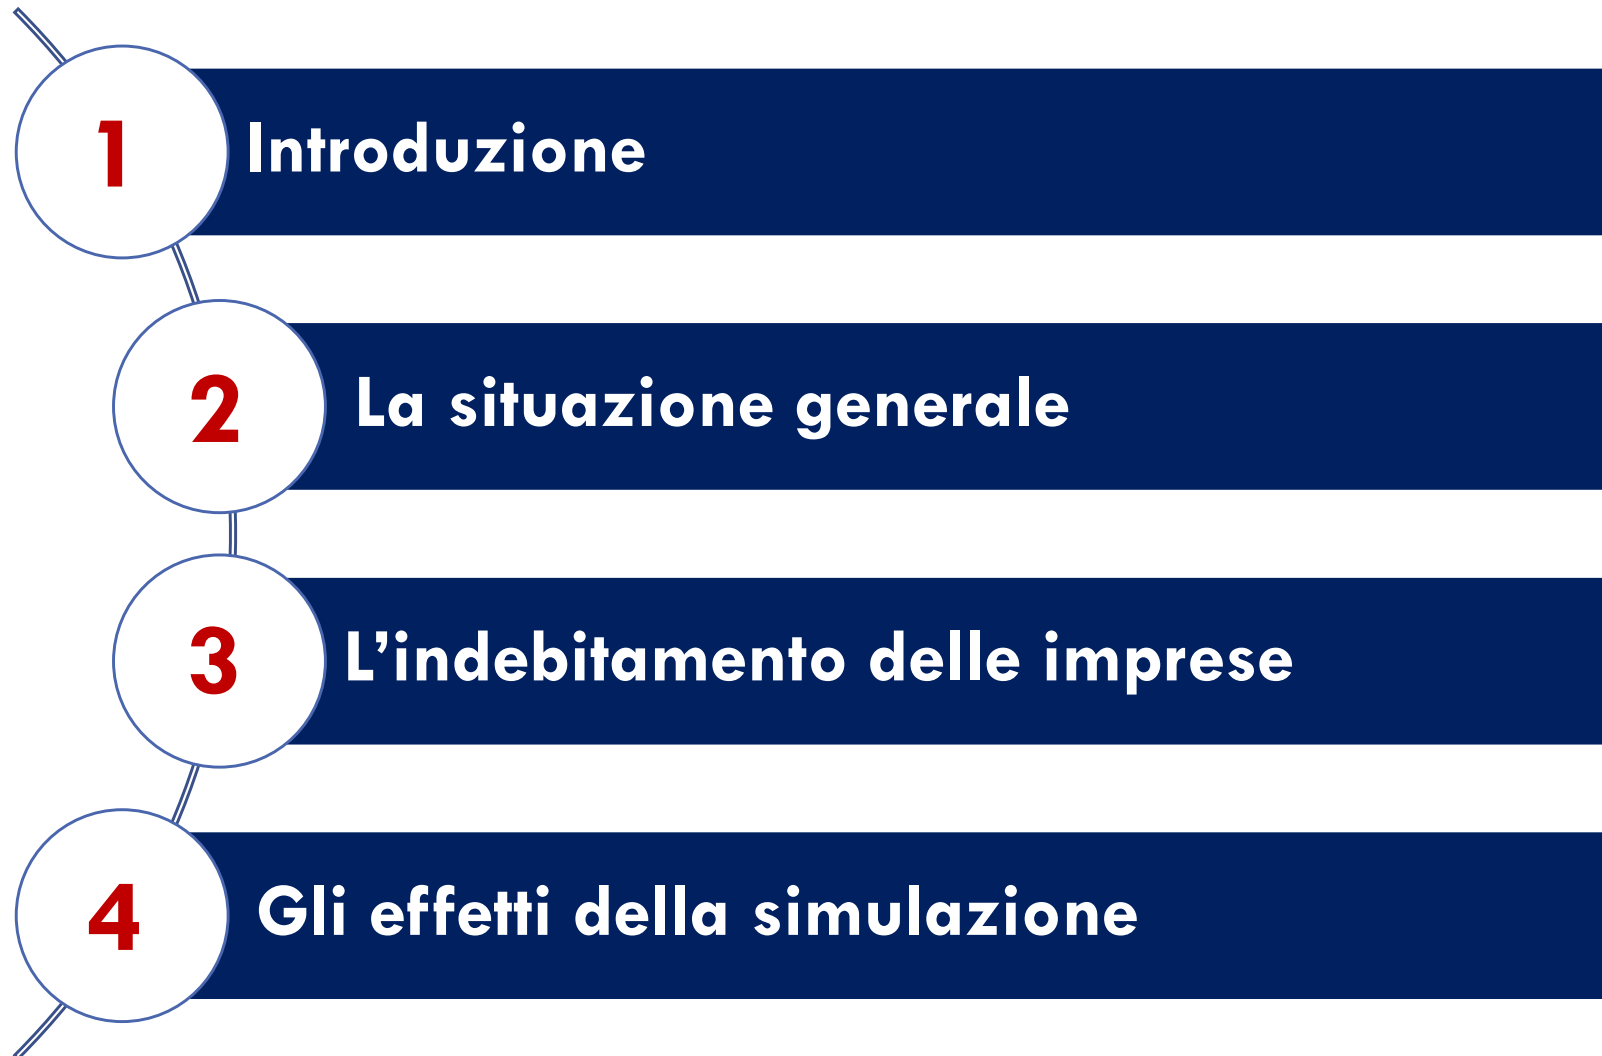 1
Introduzione
2
La situazione generale
3
L’indebitamento delle imprese
4
Gli effetti della simulazione